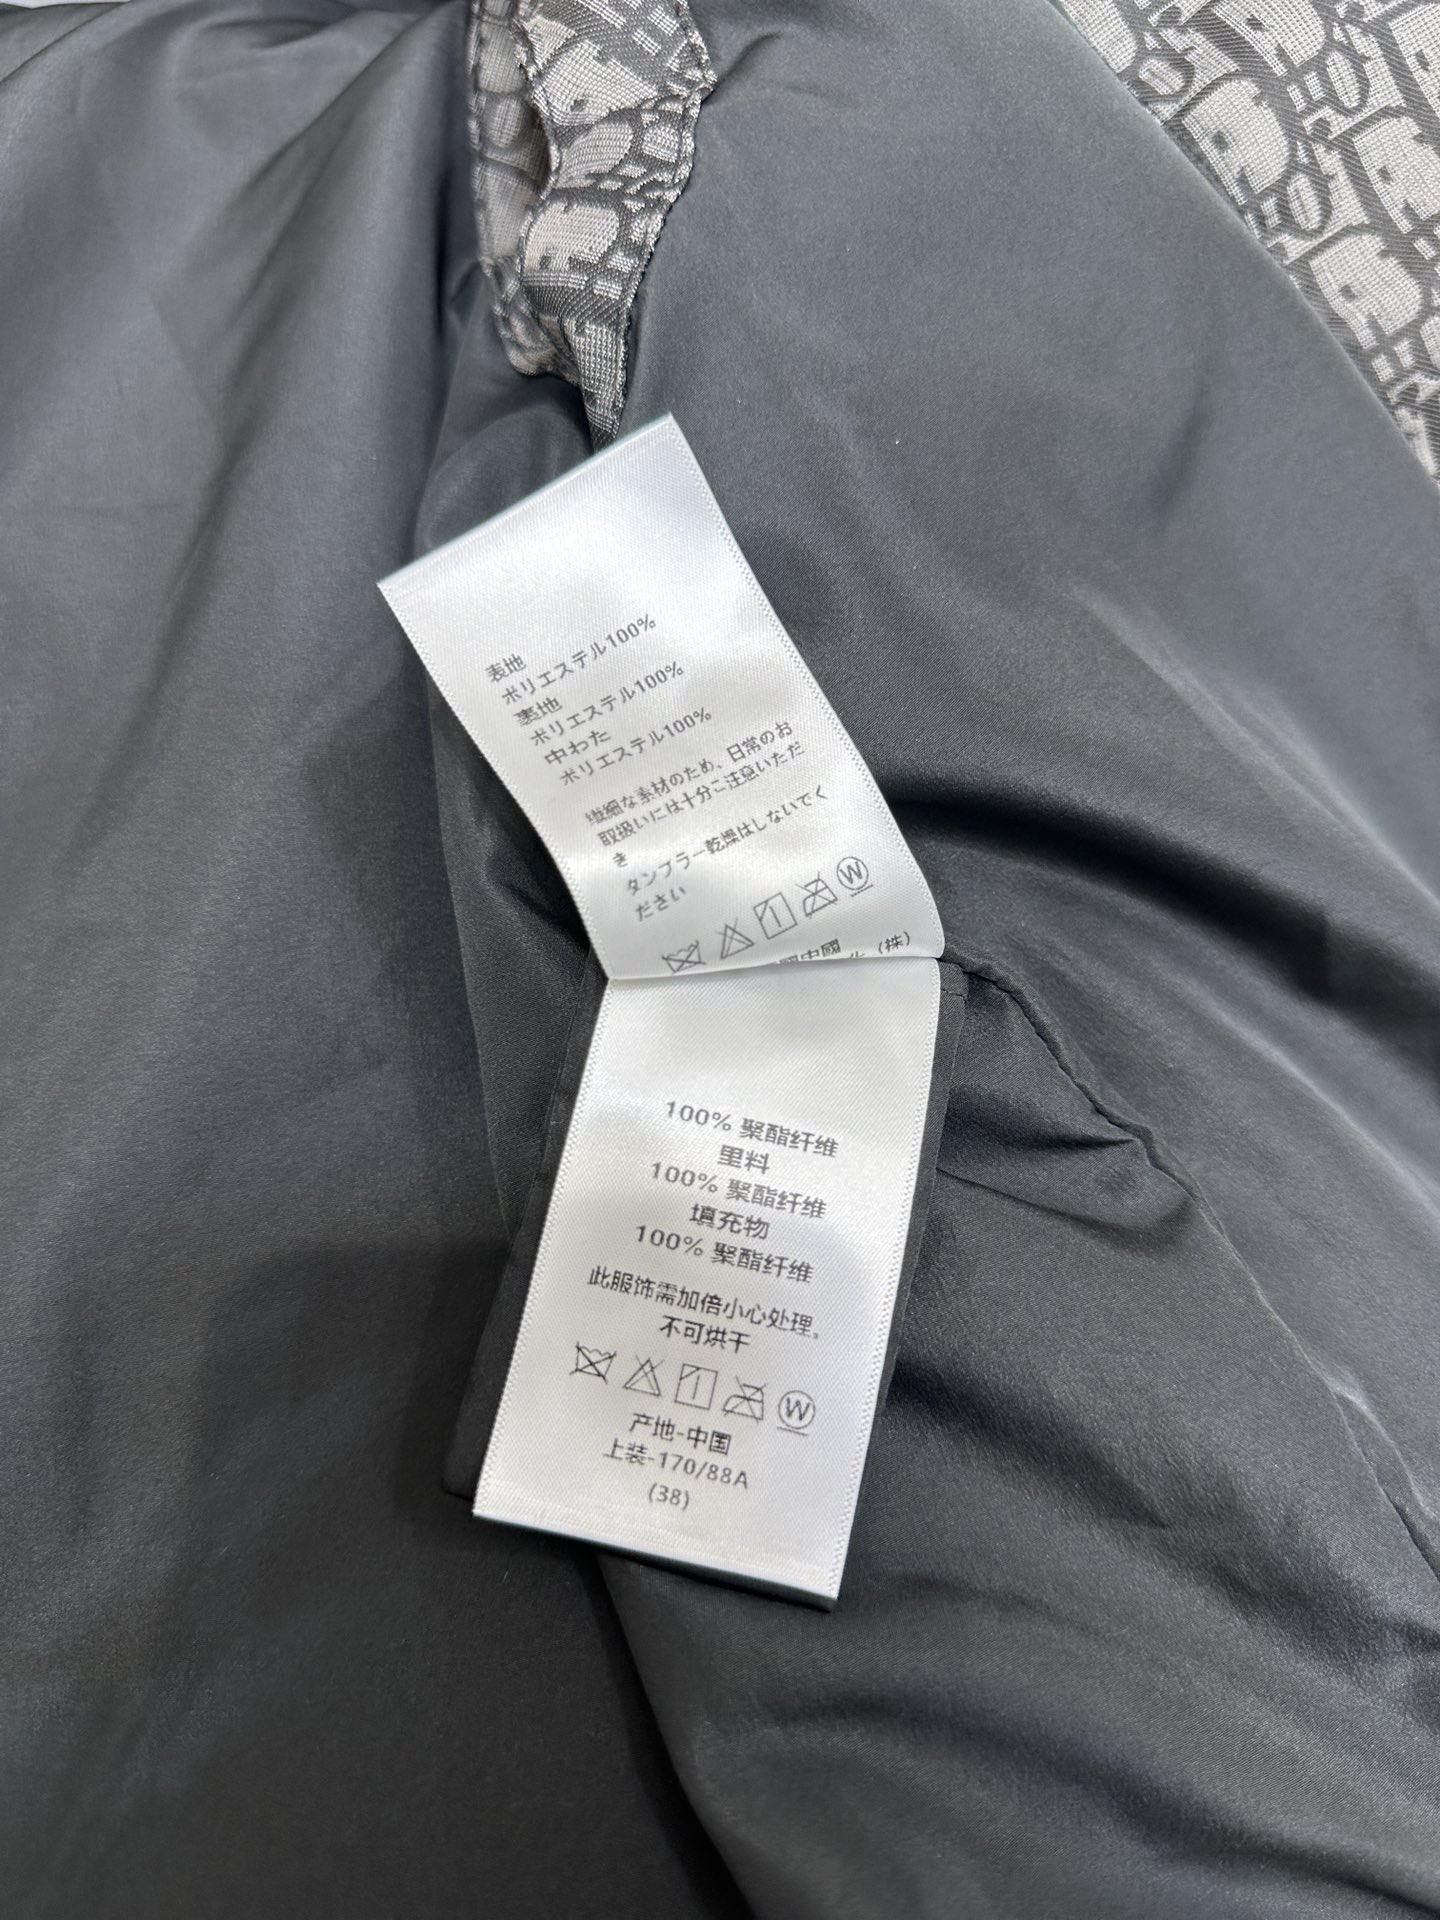 表地
ポリエステル100%
裏地
ポリエステル100%
中わた
ポリエステル100%
繊細な素材のため、日常のお
取扱いには十分ご注意いただ
き
タンブラー乾燥はしないでく
ださい
W
中國
(株)
100% 聚酯纤维
里料
100% 聚酯纤维
填充物
100% 聚酯纤维
此服饰需加倍小心处理。
不可烘干
W
产地-中国
上装-170/88A
(38)